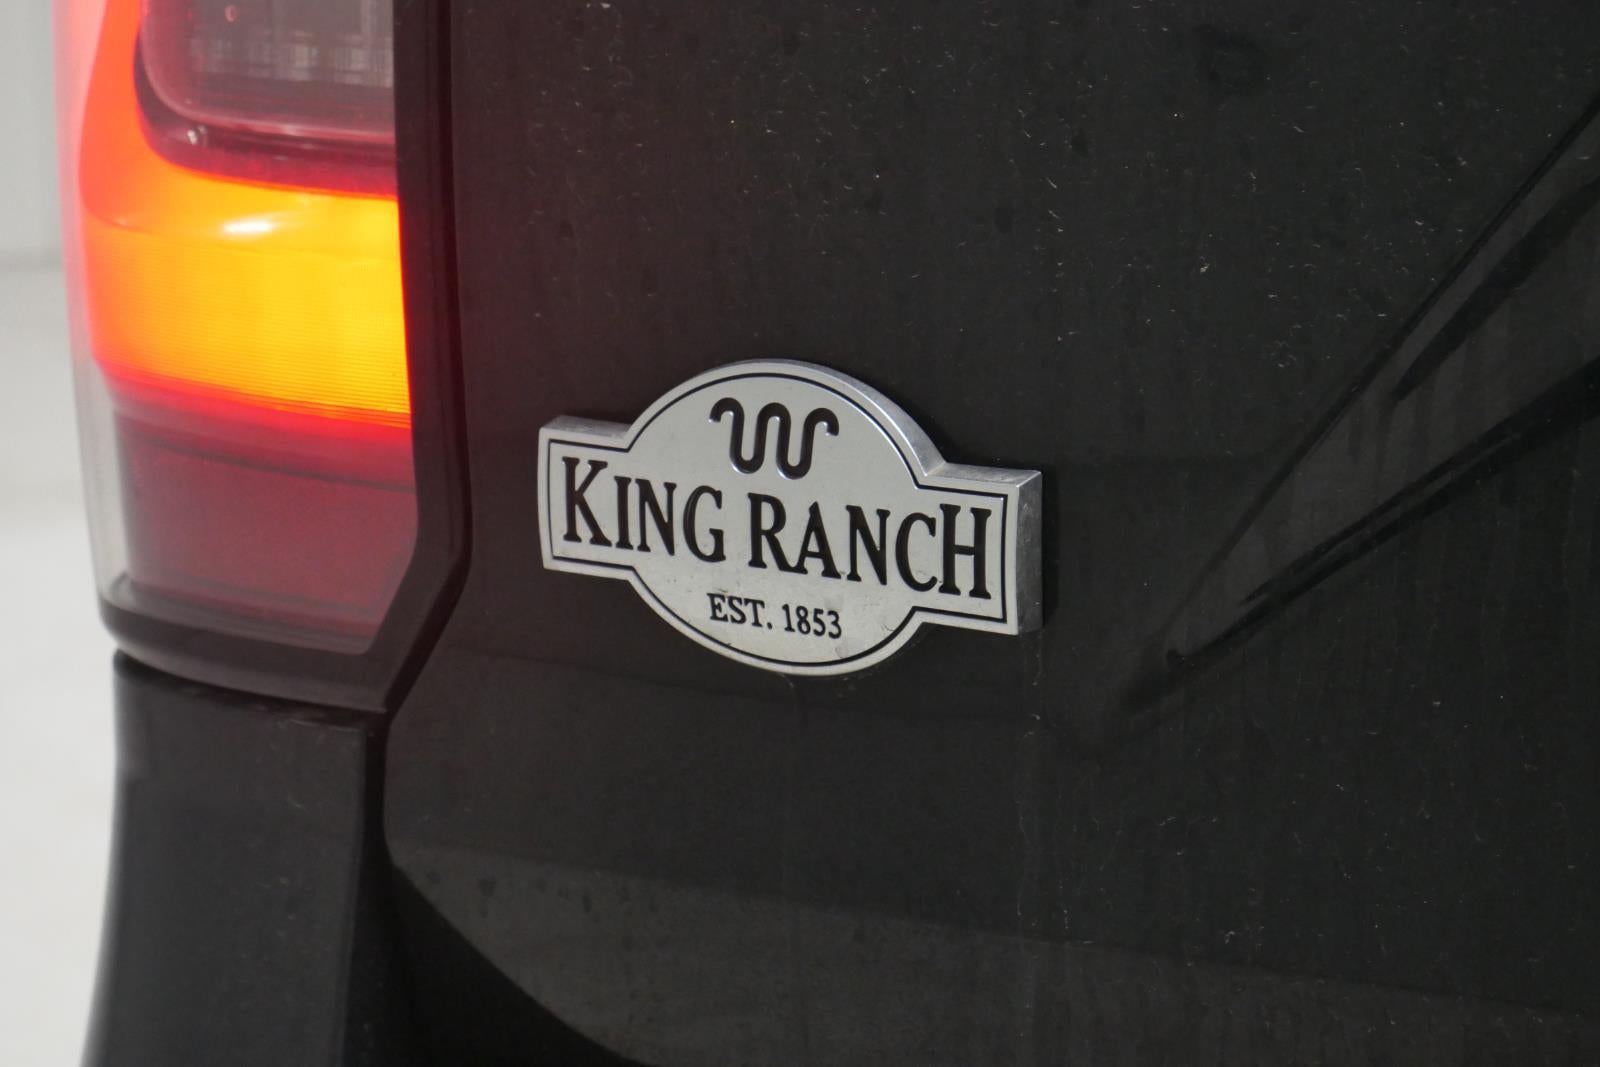 KING RANCH
EST. 1853